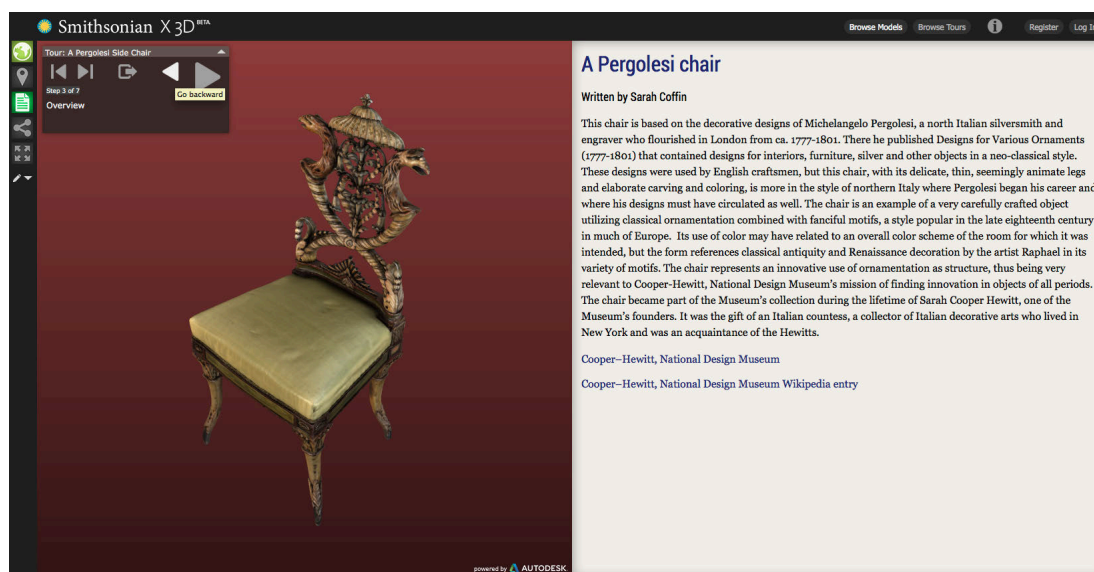 Smithsonian X 3D BETA
Browse Models Browse Tours Register Log In
Tour: A Pergolesi Side Chair
Step 3 of 7
Go backward
Overview
A Pergolesi chair
Written by Sarah Coffin
This chair is based on the decorative designs of Michelangelo Pergolesi, a north Italian silversmith and
engraver who flourished in London from ca. 1777-1801. There he published Designs for Various Ornaments
(1777-1801) that contained designs for interiors, furniture, silver and other objects in a neo-classical style.
These designs were used by English craftsmen, but this chair, with its delicate, thin, seemingly animate legs
and elaborate carving and coloring, is more in the style of northern Italy where Pergolesi began his career and
where his designs must have circulated as well. The chair is an example of a very carefully crafted object
utilizing classical ornamentation combined with fanciful motifs, a style popular in the late eighteenth century
in much of Europe. Its use of color may have related to an overall color scheme of the room for which it was
intended, but the form references classical antiquity and Renaissance decoration by the artist Raphael in its
variety of motifs. The chair represents an innovative use of ornamentation as structure, thus being very
relevant to Cooper-Hewitt, National Design Museum's mission of finding innovation in objects of all periods.
The chair became part of the Museum's collection during the lifetime of Sarah Cooper Hewitt, one of the
Museum's founders. It was the gift of an Italian countess, a collector of Italian decorative arts who lived in
New York and was an acquaintance of the Hewitts.
Cooper–Hewitt, National Design Museum
Cooper–Hewitt, National Design Museum Wikipedia entry
powered by AUTODESK